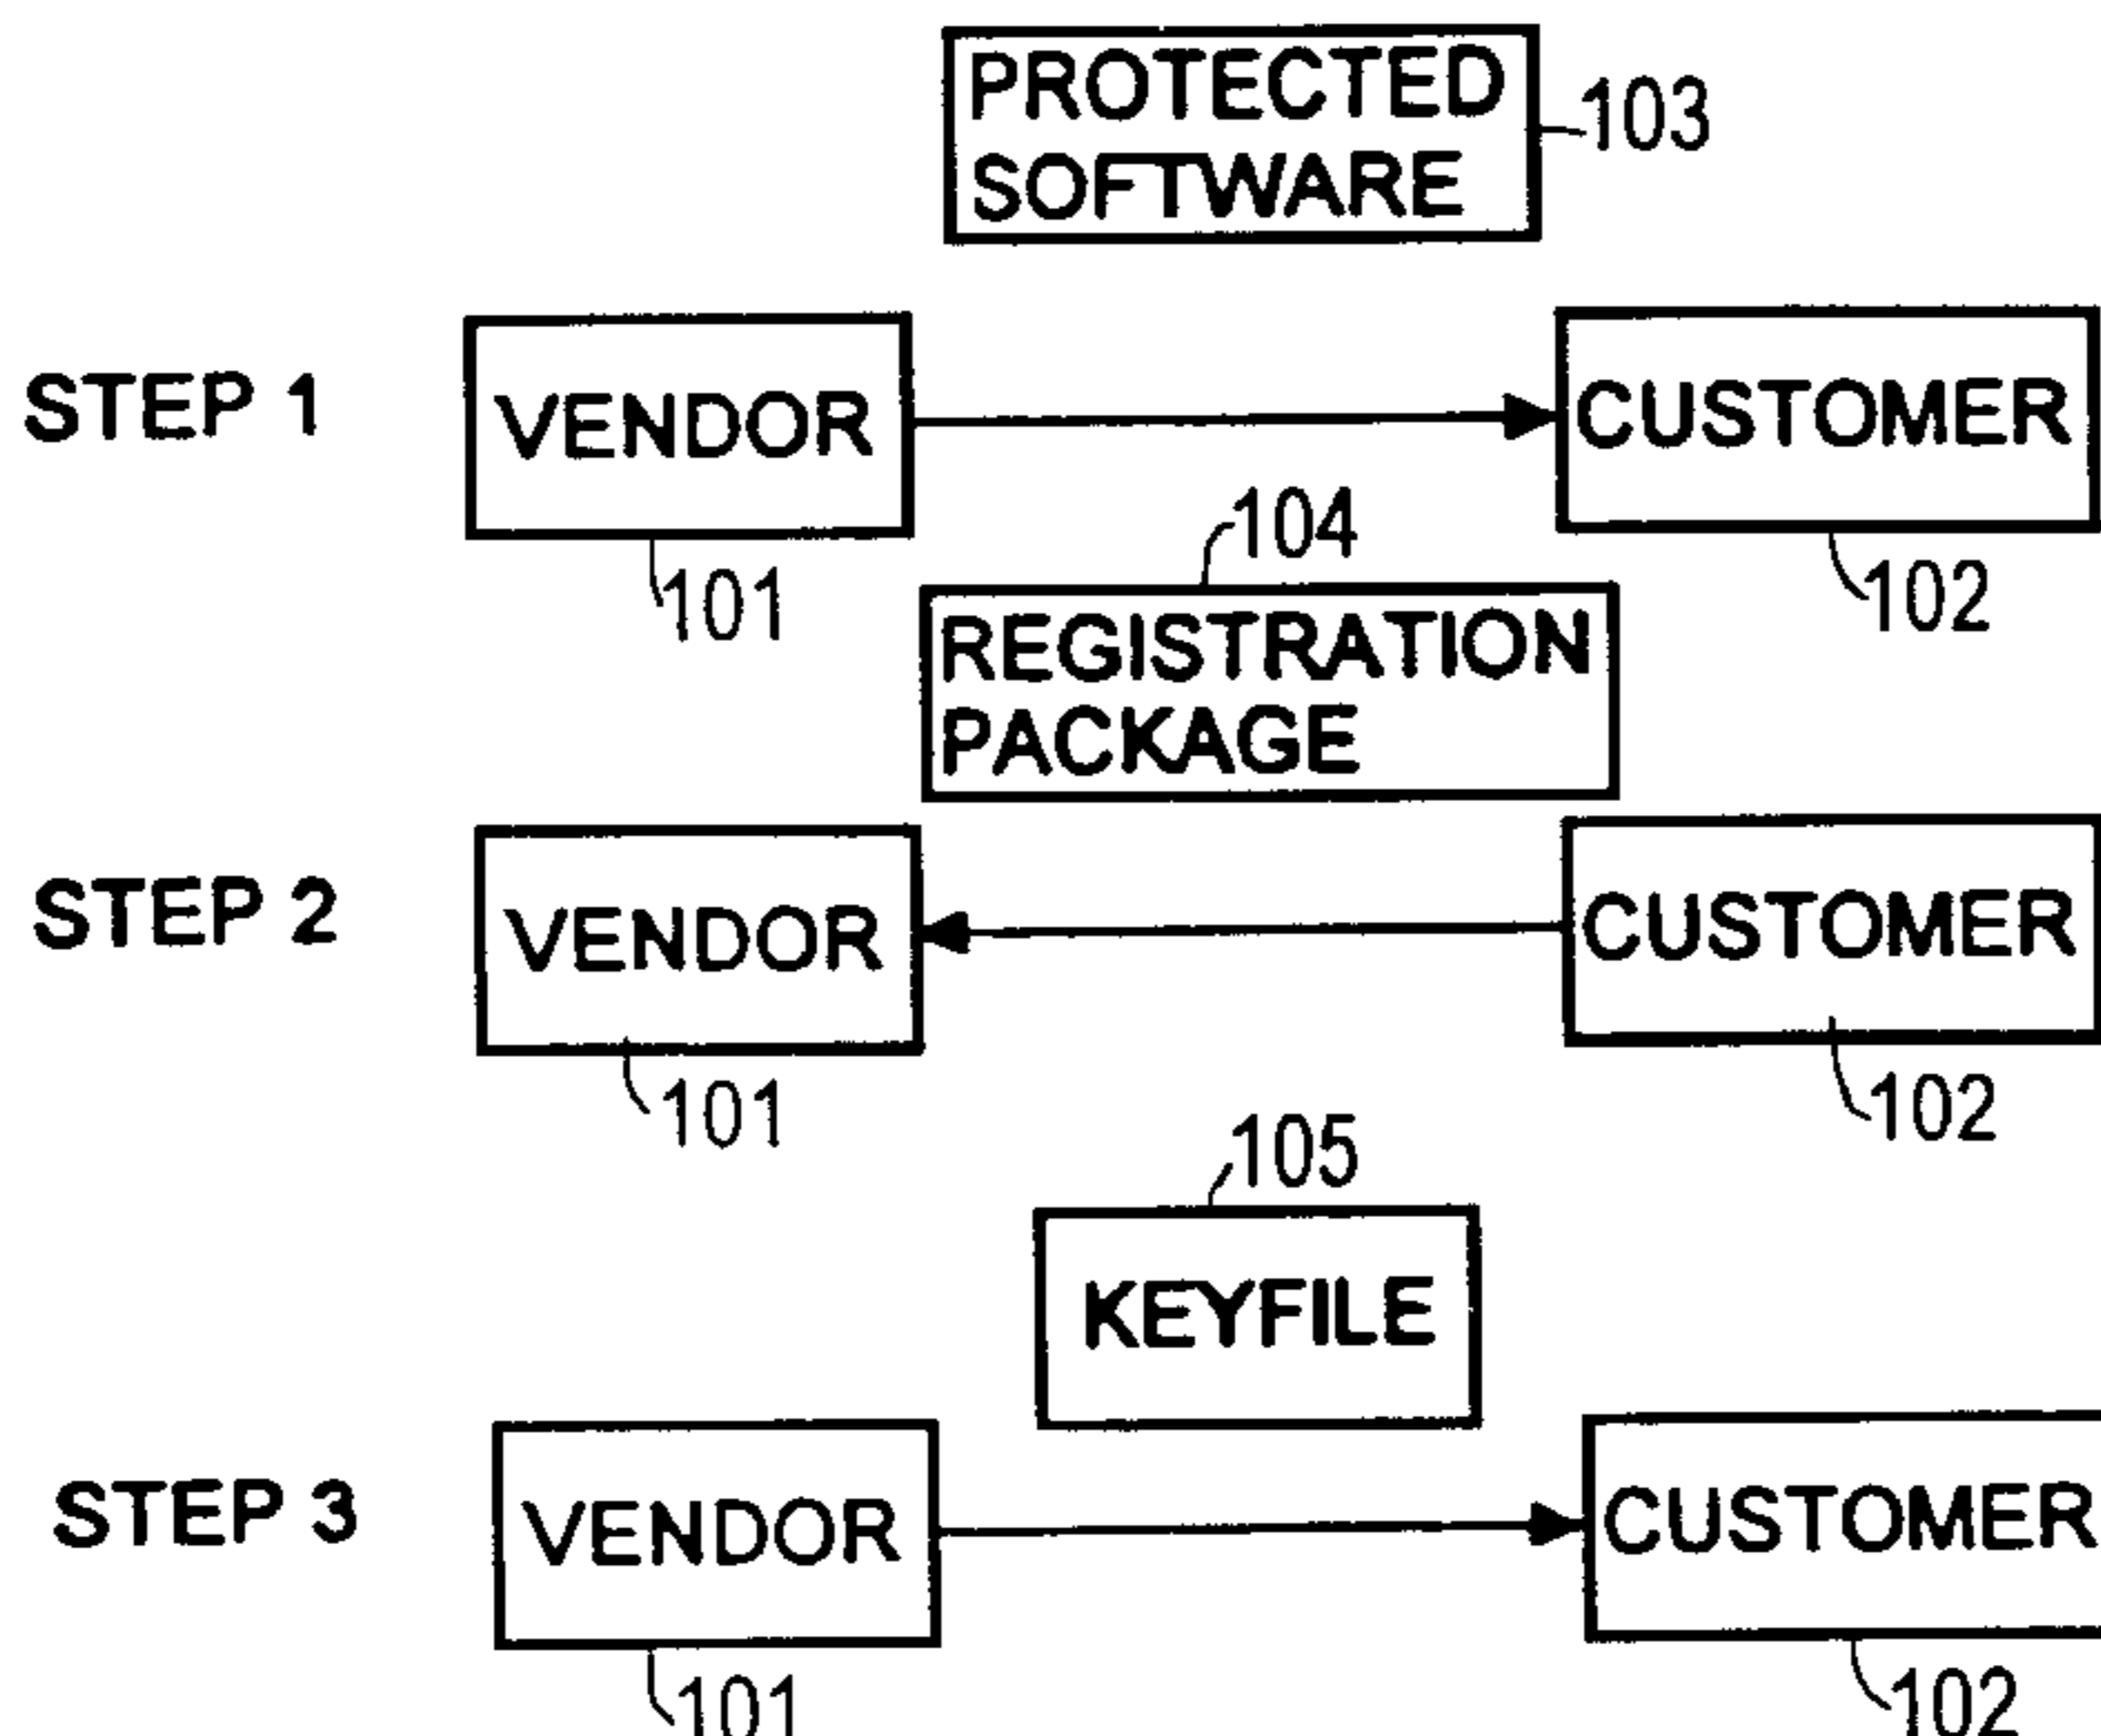 PROTECTED
SOFTWARE
103
STEP 1
VENDOR
CUSTOMER
101
102
104
REGISTRATION
PACKAGE
STEP 2
VENDOR
CUSTOMER
101
102
105
KEYFILE
STEP 3
VENDOR
CUSTOMER
101
102